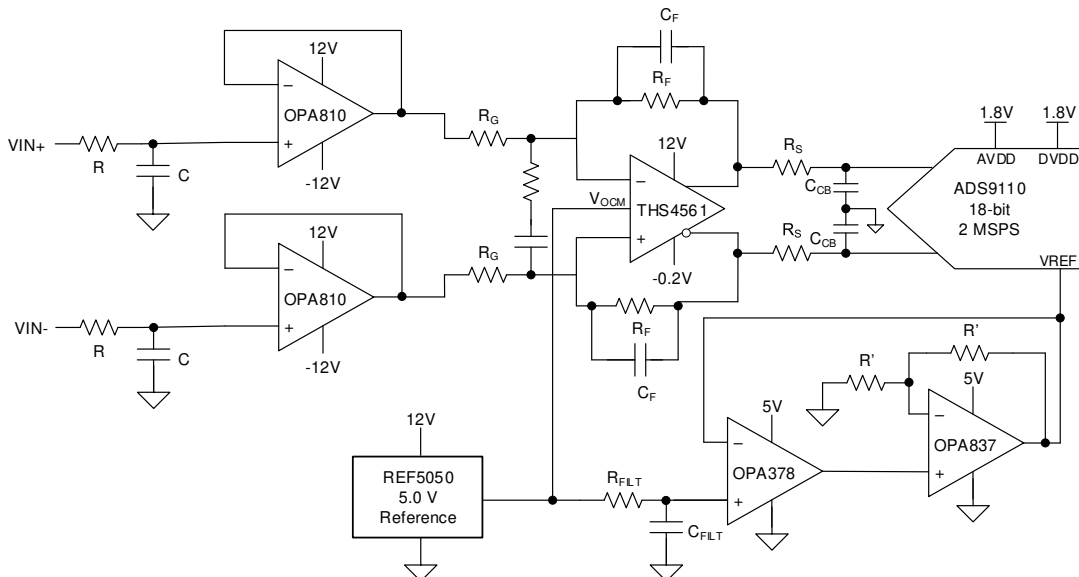 CF
12V
RF
OPA810
RG
1.8V
1.8V
VIN+
12V
RS
AVDD
DVDD
R
C
-12V
CCB
ADS9110
18-bit
2 MSPS
VOCM
THS4561
12V
RS
CCB
RG
-0.2V
VREF
OPA810
VIN-
RF
R
C
-12V
R'
R'
CF
5V
12V
5V
REF5050
5.0 V
Reference
OPA837
OPA378
RFILT
CFILT